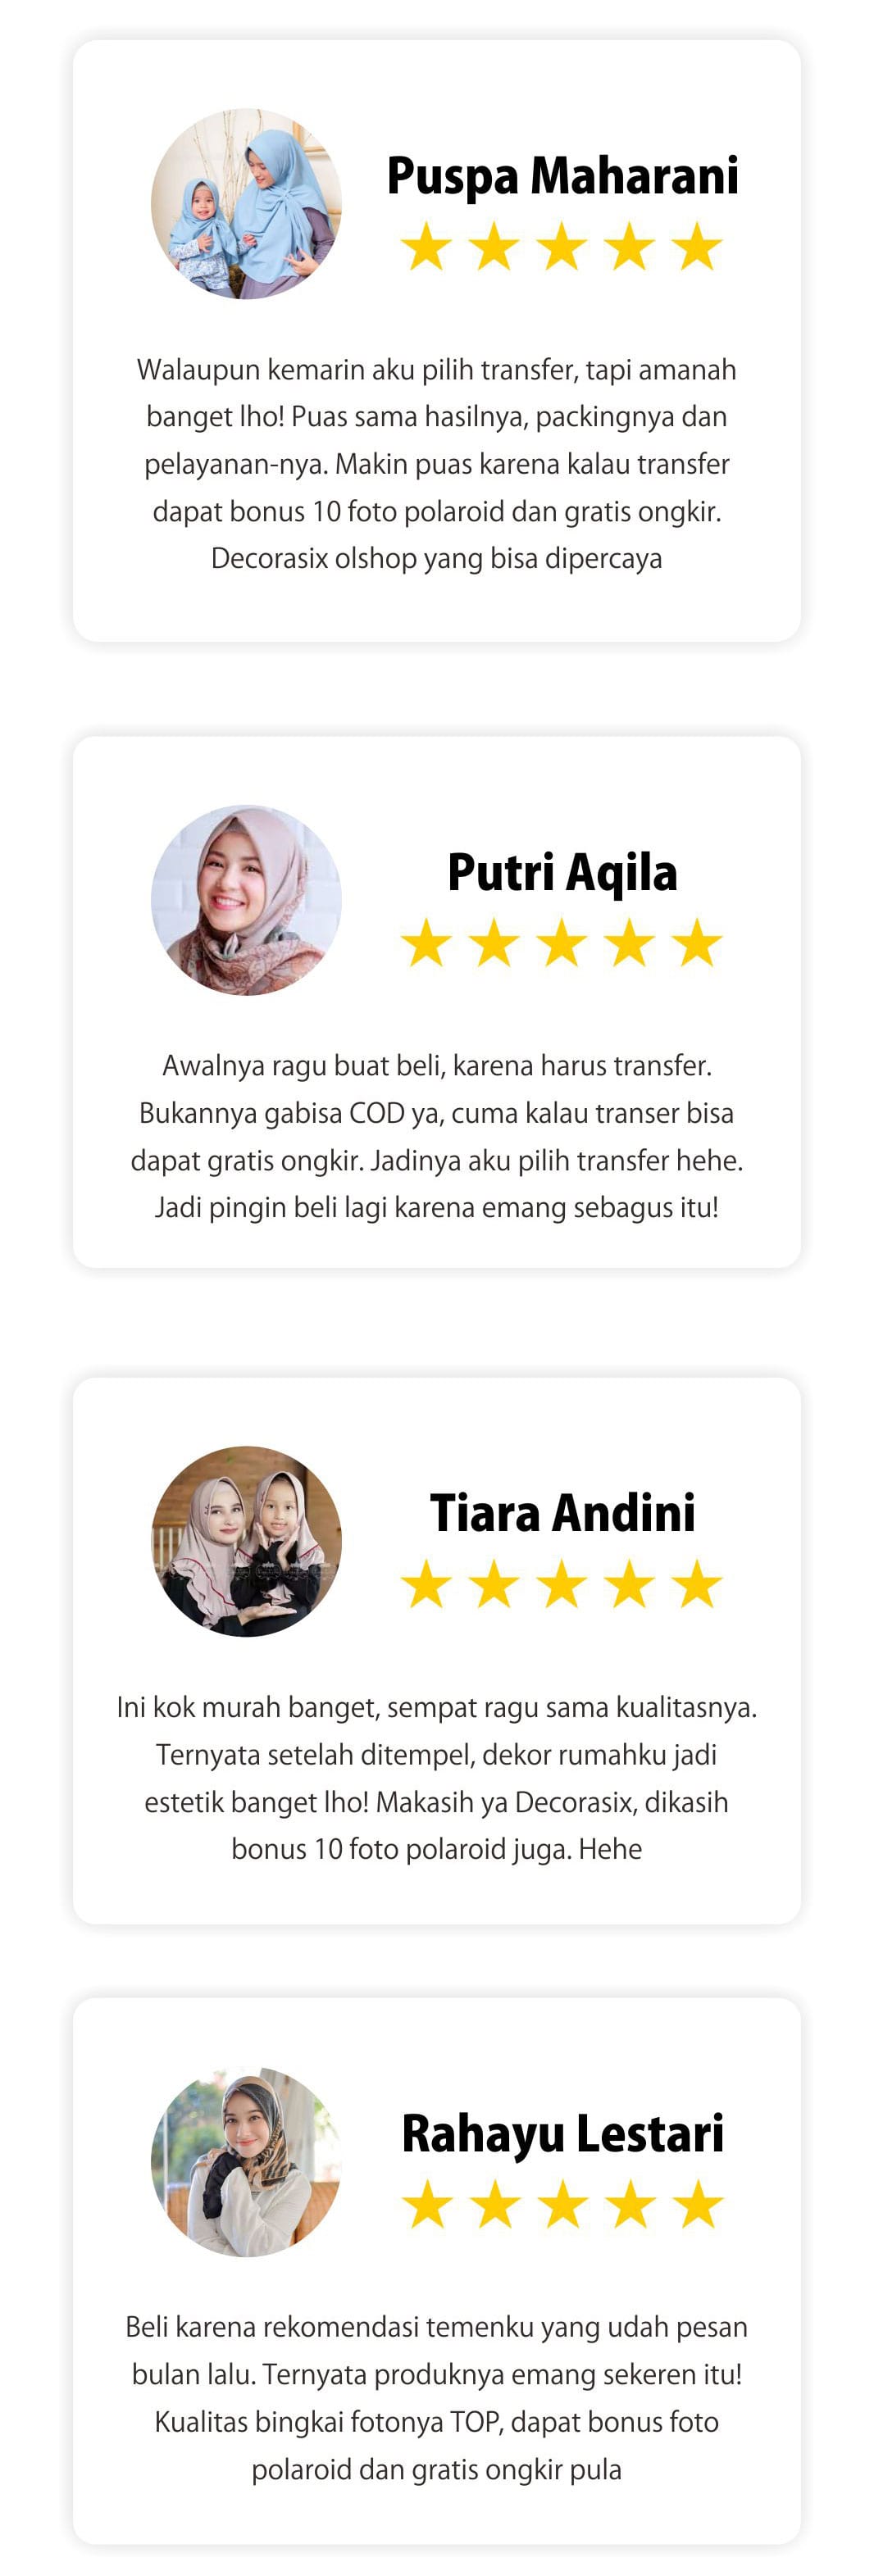 Puspa Maharani
Walaupun kemarin aku pilih transfer, tapi amanah
banget lho! Puas sama hasilnya, packingnya dan
pelayanan-nya. Makin puas karena kalau transfer
dapat bonus 10 foto polaroid dan gratis ongkir.
Decorasix olshop yang bisa dipercaya
Putri Aqila
Awalnya ragu buat beli, karena harus transfer.
Bukannya gabisa COD ya, cuma kalau transer bisa
dapat gratis ongkir. Jadinya aku pilih transfer hehe.
Jadi pingin beli lagi karena emang sebagus itu!
Tiara Andini
Ini kok murah banget, sempat ragu sama kualitasnya.
Ternyata setelah ditempel, dekor rumahku jadi
estetik banget lho! Makasih ya Decorasix, dikasih
bonus 10 foto polaroid juga. Hehe
Rahayu Lestari
Beli karena rekomendasi temenku yang udah pesan
bulan lalu. Ternyata produknya emang sekeren itu!
Kualitas bingkai fotonya TOP, dapat bonus foto
polaroid dan gratis ongkir pula